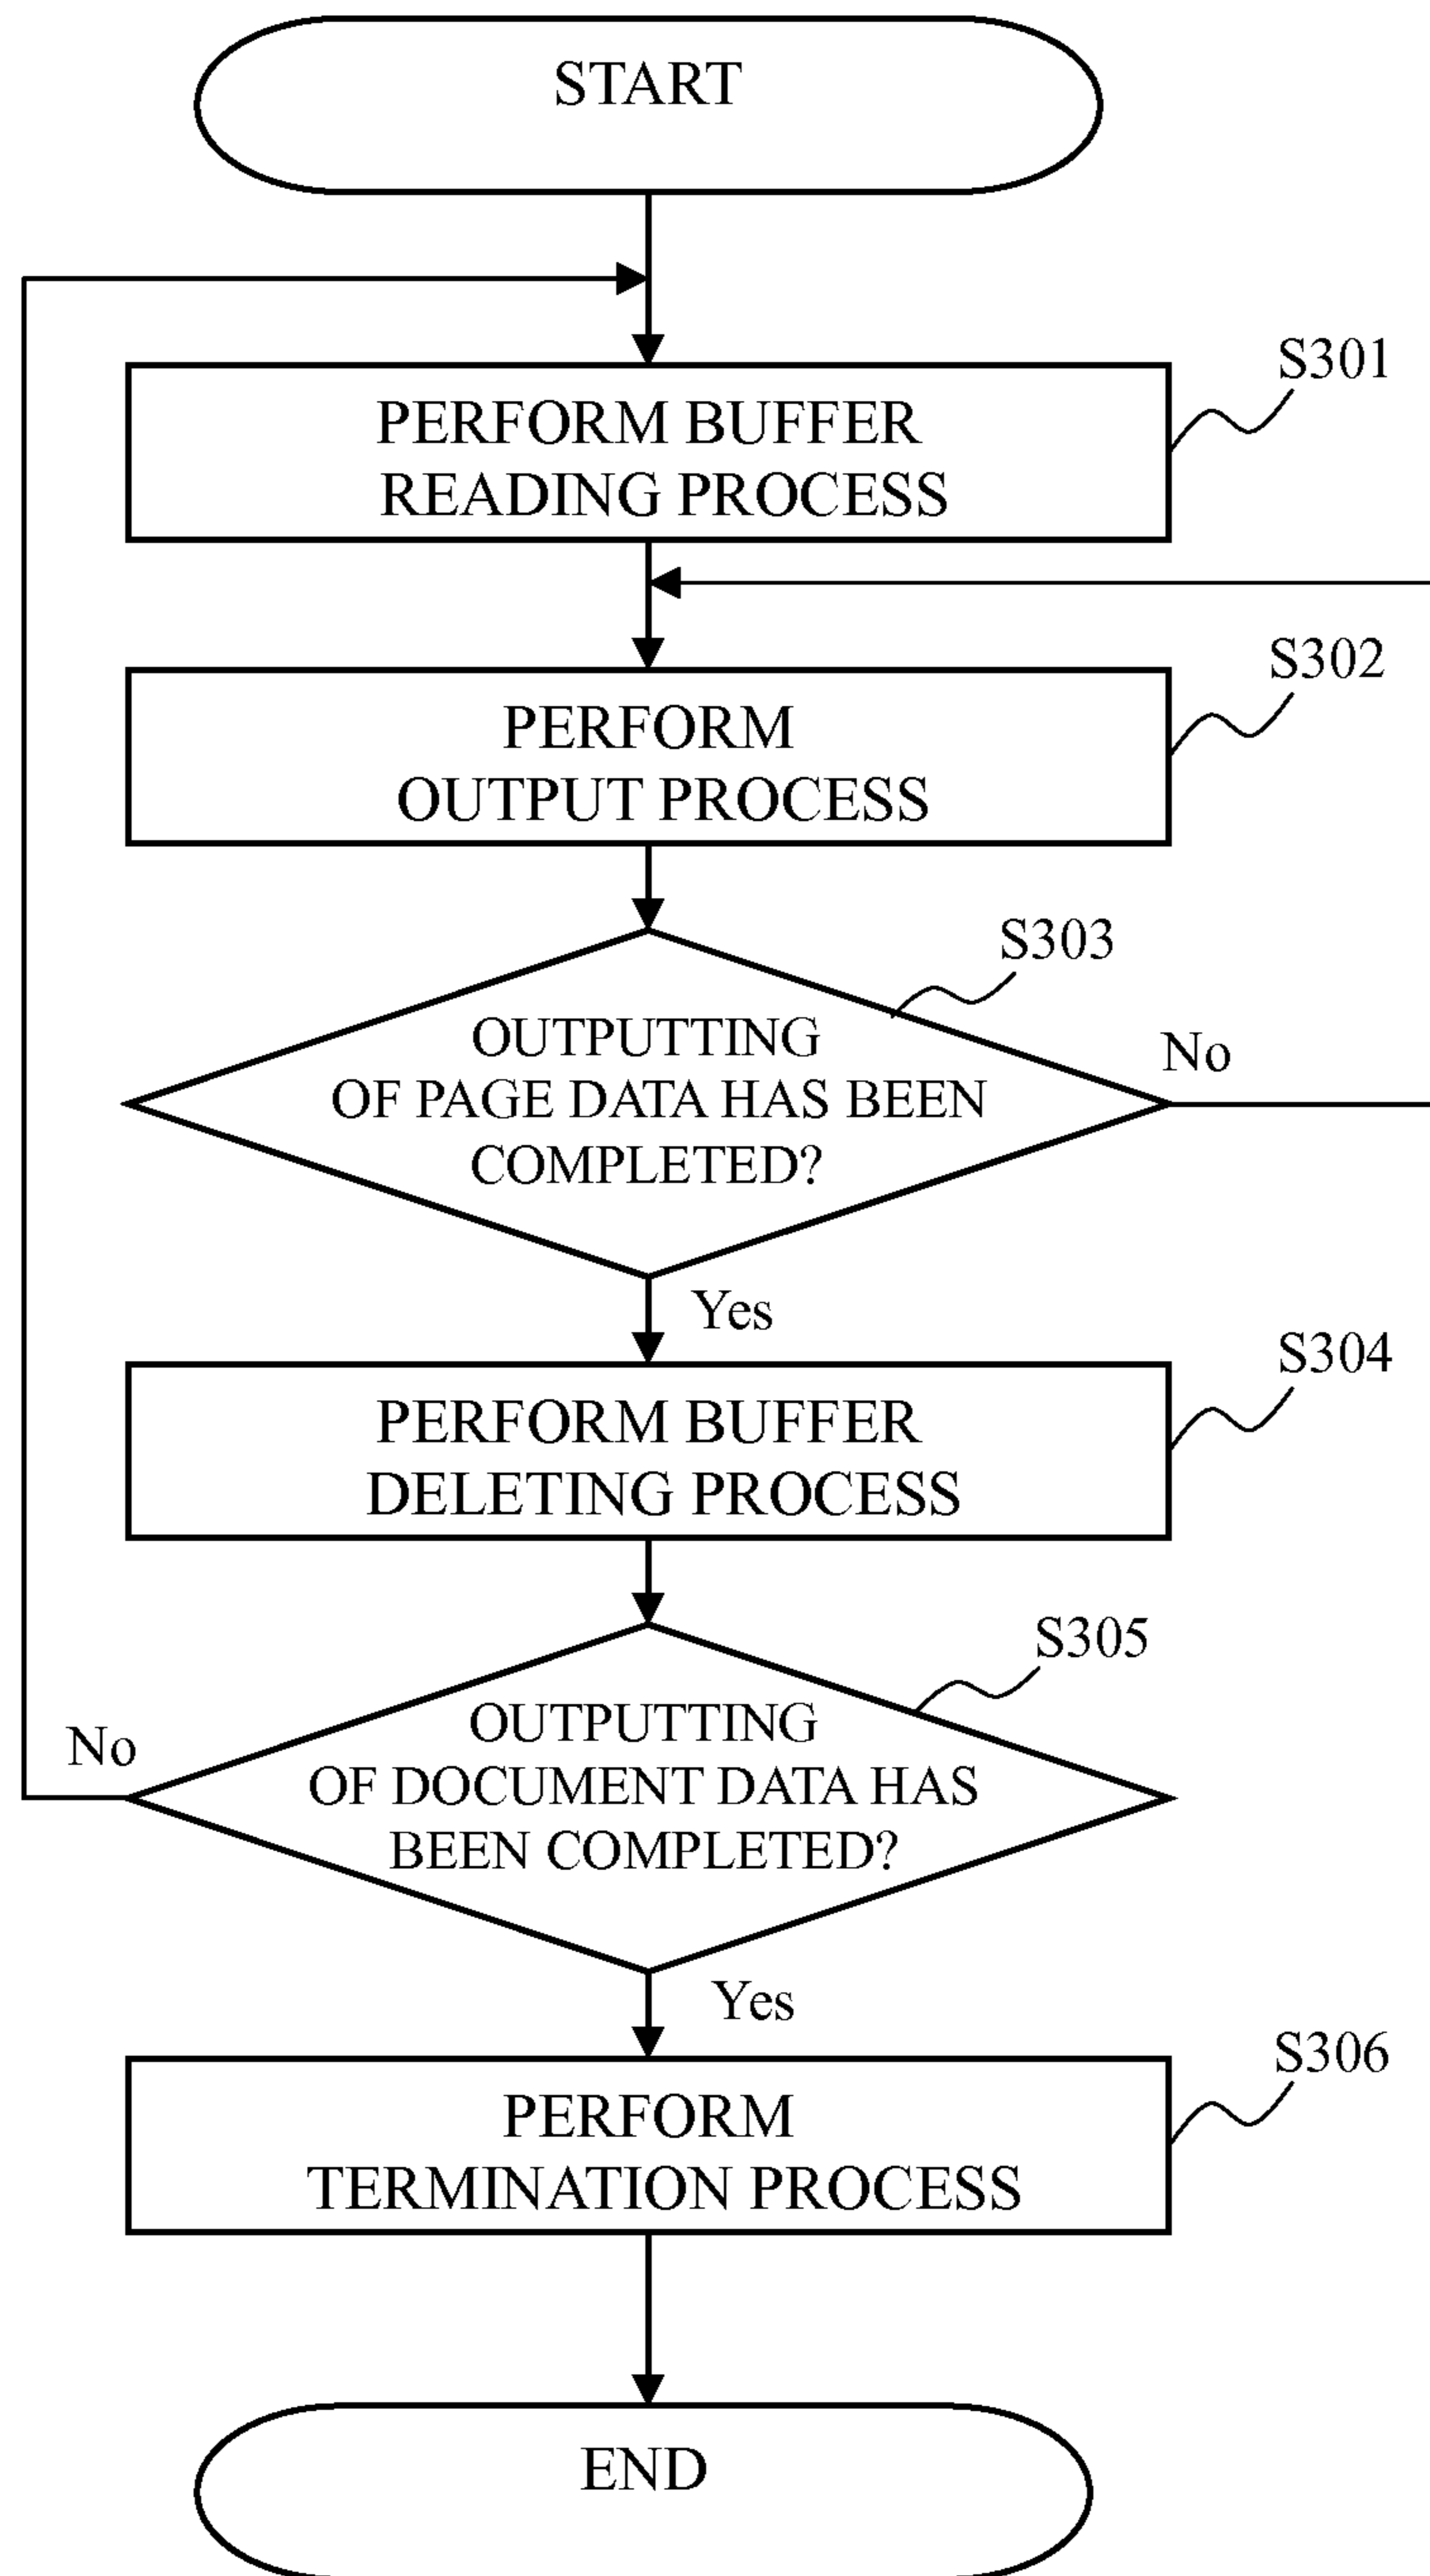 START
S301
PERFORM BUFFER
READING PROCESS
S302
PERFORM
OUTPUT PROCESS
S303
OUTPUTTING
OF PAGE DATA HAS BEEN
COMPLETED?
No
Yes
S304
PERFORM BUFFER
DELETING PROCESS
S305
OUTPUTTING
OF DOCUMENT DATA HAS
BEEN COMPLETED?
No
Yes
S306
PERFORM
TERMINATION PROCESS
END